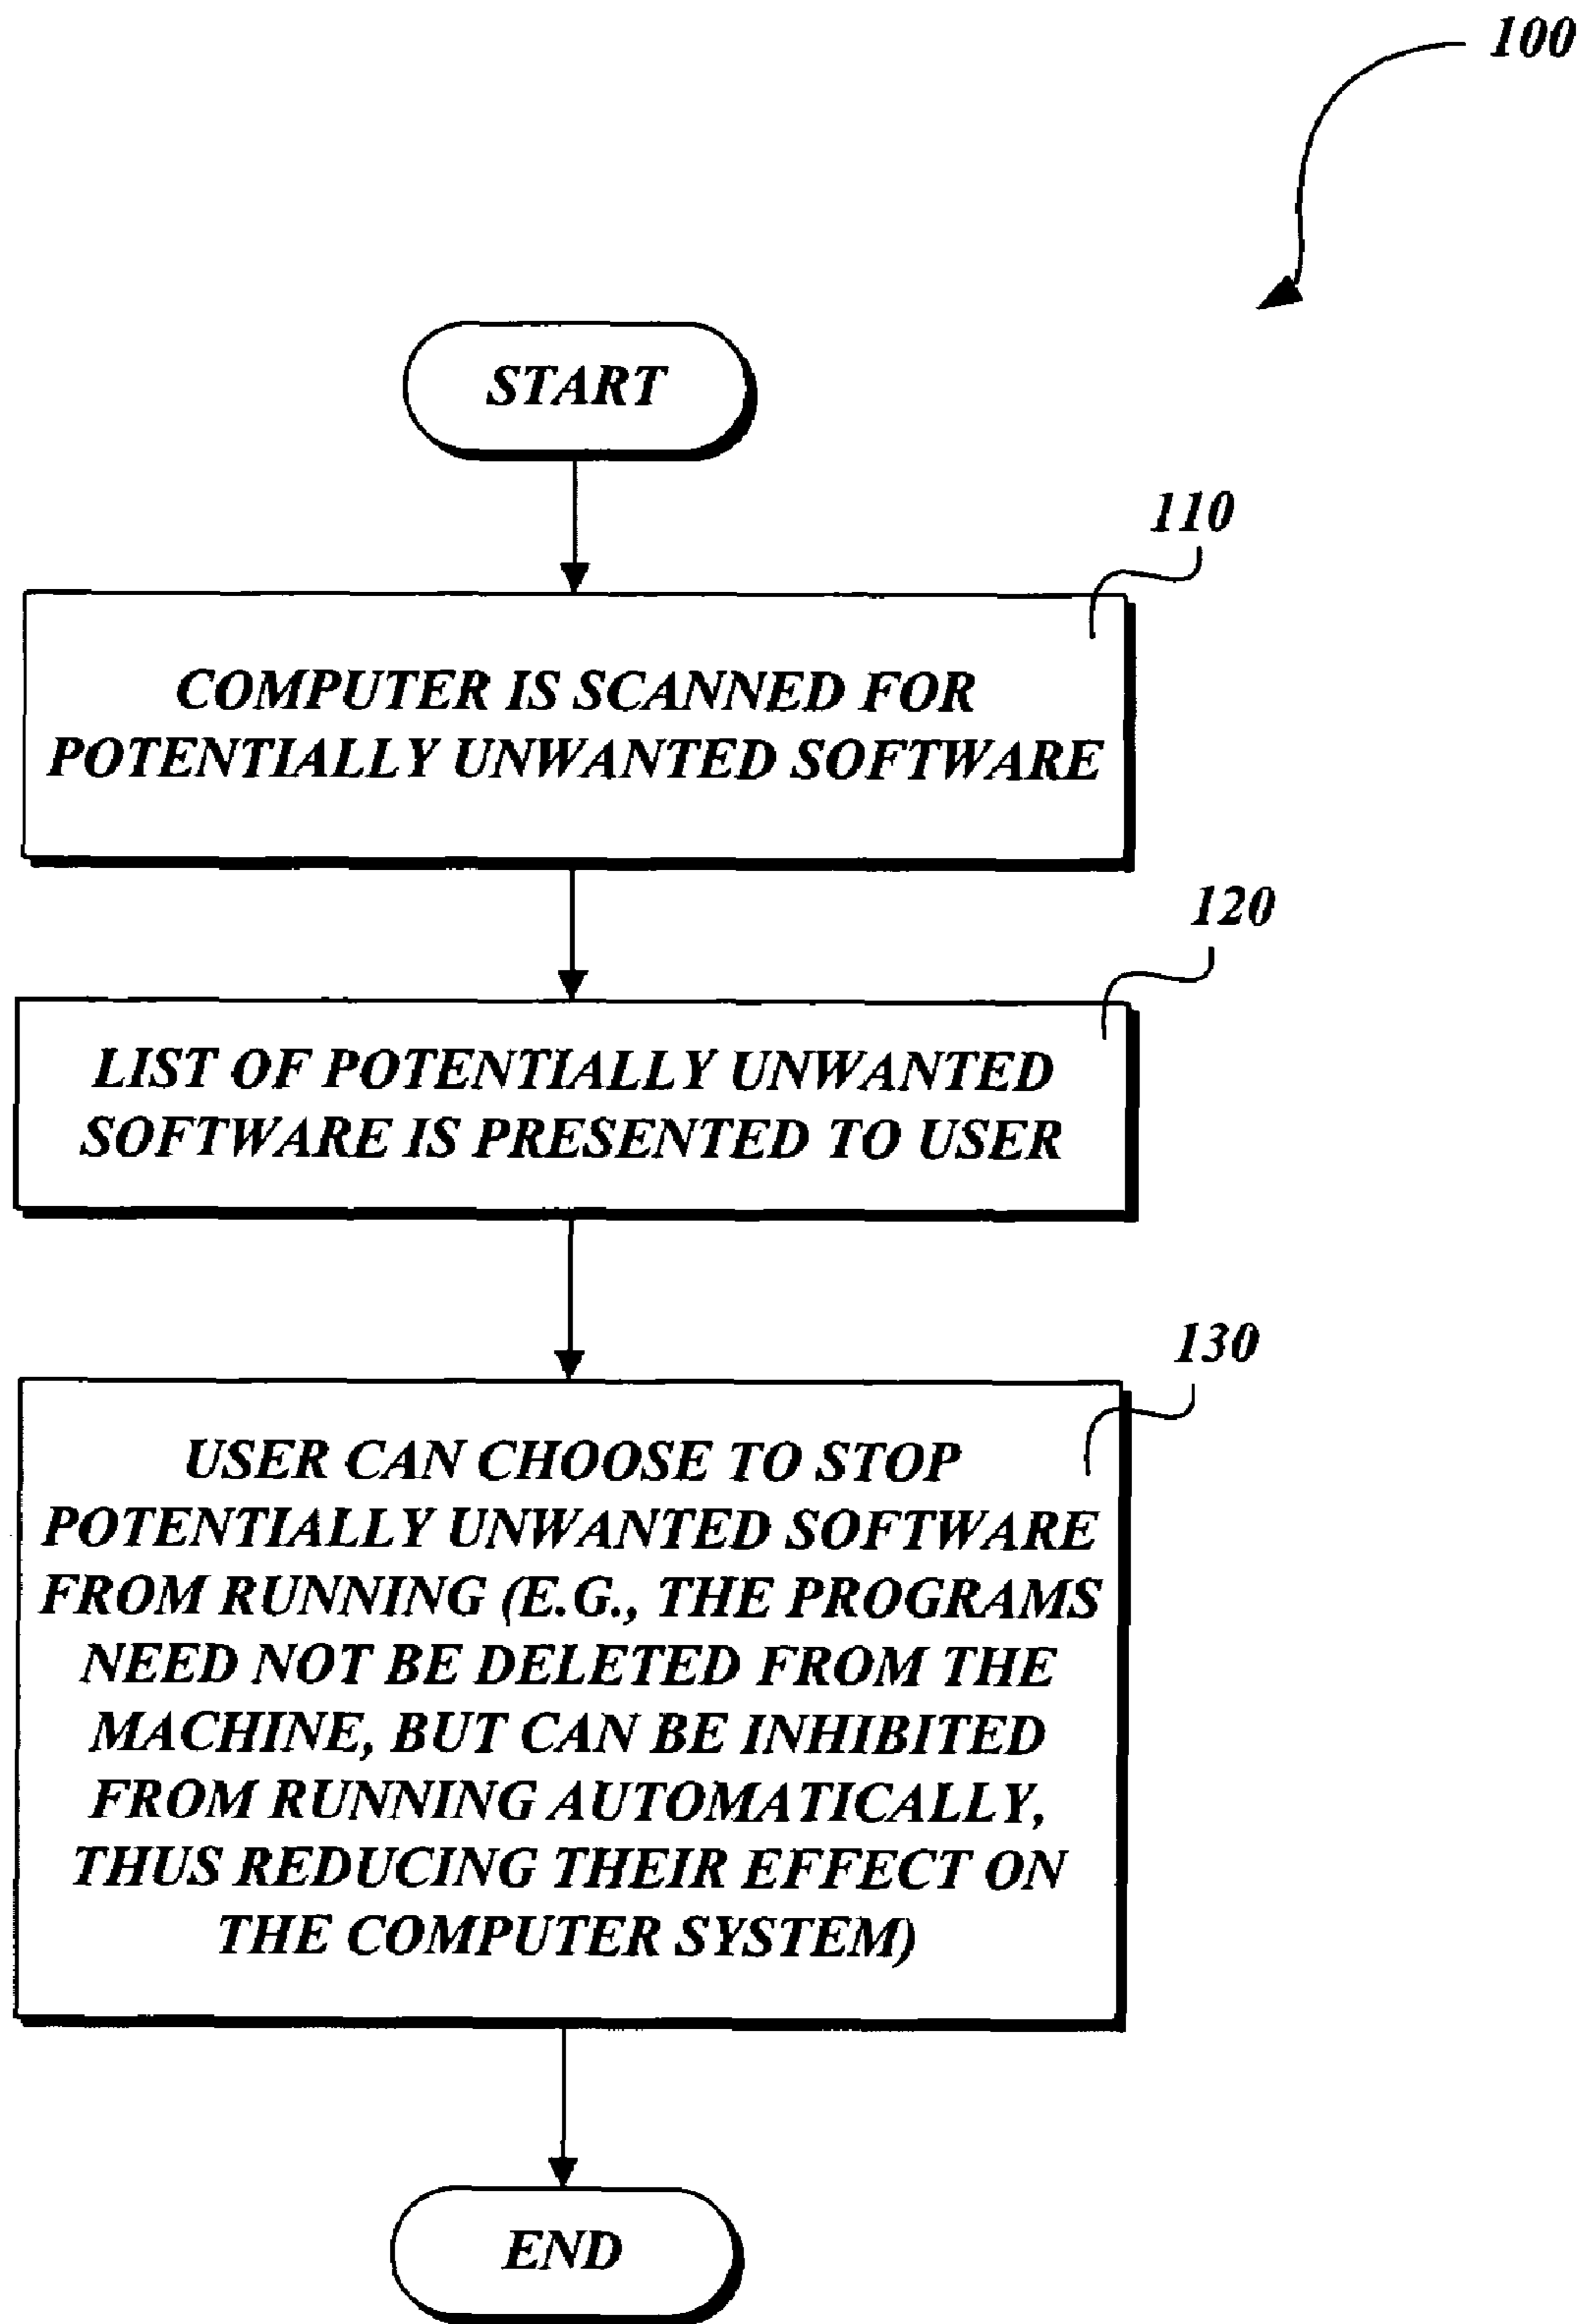 100
START
110
COMPUTER IS SCANNED FOR
POTENTIALLY UNWANTED SOFTWARE
120
LIST OF POTENTIALLY UNWANTED
SOFTWARE IS PRESENTED TO USER
130
USER CAN CHOOSE TO STOP
POTENTIALLY UNWANTED SOFTWARE
FROM RUNNING (E.G., THE PROGRAMS
NEED NOT BE DELETED FROM THE
MACHINE, BUT CAN BE INHIBITED
FROM RUNNING AUTOMATICALLY,
THUS REDUCING THEIR EFFECT ON
THE COMPUTER SYSTEM)
END